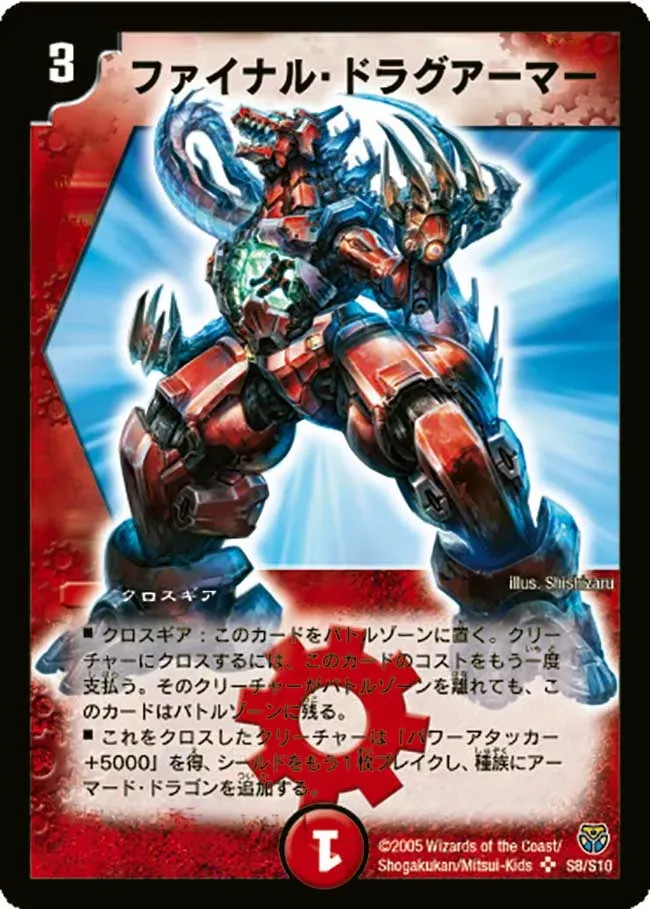 3
ファイナル・ドラグアーマー
illus. Shishizaru
クロスギア
■ クロスギア：このカードをバトルゾーンに置く。クリー
チャーにクロスするには、このカードのコストをもう一度
支払う。そのクリーチャーがバトルゾーンを離れても、こ
のカードはバトルゾーンに残る。
■ これをクロスしたクリーチャーは「パワーアタッカー
+5000」を得、シールドをもう1枚ブレイクし、種族にアー
マード・ドラゴンを追加する。
1
©2005 Wizards of the Coast/
Shogakukan/Mitsui-Kids S8/S10